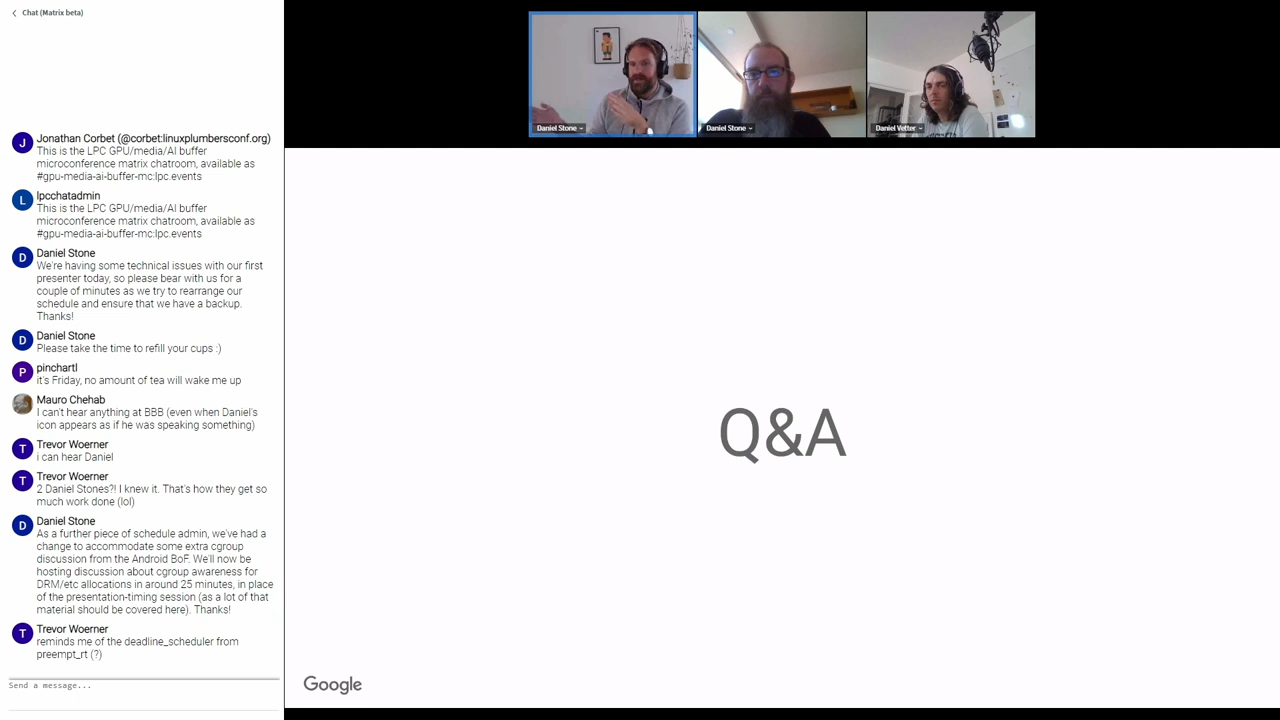 Chat (Matrix beta)
Jonathan Corbet (@corbet:linuxplumbersconf.org)
This is the LPC GPU/media/AI buffer
microconference matrix chatroom, available as
#gpu-media-ai-buffer-mc:lpc.events
lpcchatadmin
This is the LPC GPU/media/AI buffer
microconference matrix chatroom, available as
#gpu-media-ai-buffer-mc:lpc.events
Daniel Stone
We're having some technical issues with our first
presenter today, so please bear with us for a
couple of minutes as we try to rearrange our
schedule and ensure that we have a backup.
Thanks!
Daniel Stone
Please take the time to refill your cups :)
pinchartl
it's Friday, no amount of tea will wake me up
Mauro Chehab
I can't hear anything at BBB (even when Daniel's
icon appears as if he was speaking something)
Trevor Woerner
i can hear Daniel
Trevor Woerner
2 Daniel Stones?! I knew it. That's how they get so
much work done (lol)
Daniel Stone
As a further piece of schedule admin, we've had a
change to accommodate some extra cgroup
discussion from the Android BoF. We'll now be
hosting discussion about cgroup awareness for
DRM/etc allocations in around 25 minutes, in place
of the presentation-timing session (as a lot of that
material should be covered here). Thanks!
Trevor Woerner
reminds me of the deadline_scheduler from
preempt_rt (?)
Send a message...
J
L
D
D
P
T
T
D
T
Daniel Stone
Daniel Stone
Daniel Vetter
Q&A
Google